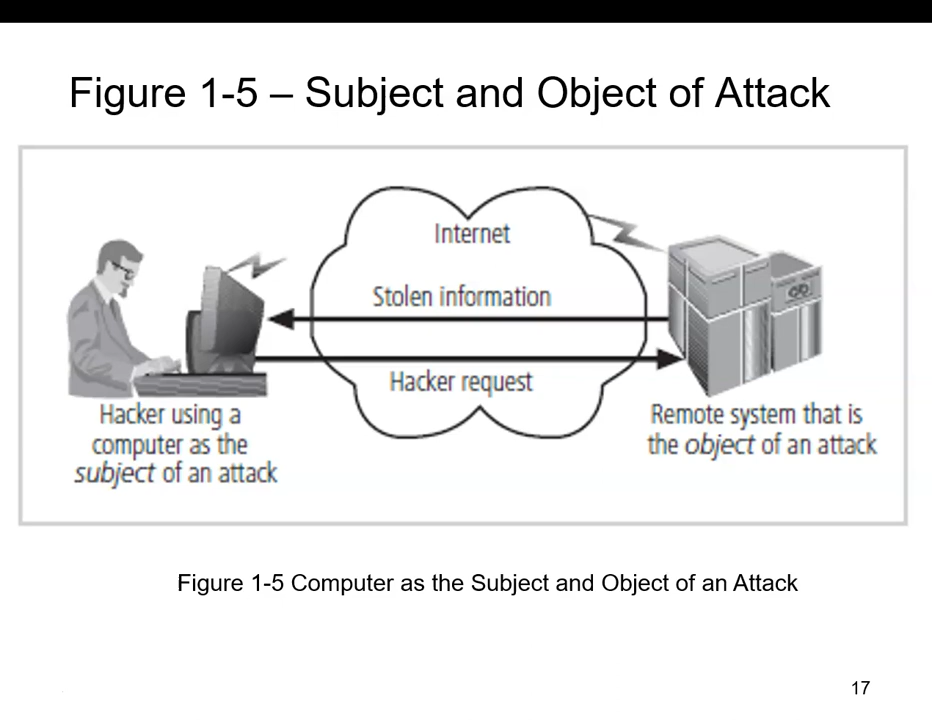 Figure 1-5 – Subject and Object of Attack
Internet
Stolen information
Hacker request
Hacker using a
computer as the
subject of an attack
Remote system that is
the object of an attack
Figure 1-5 Computer as the Subject and Object of an Attack
17